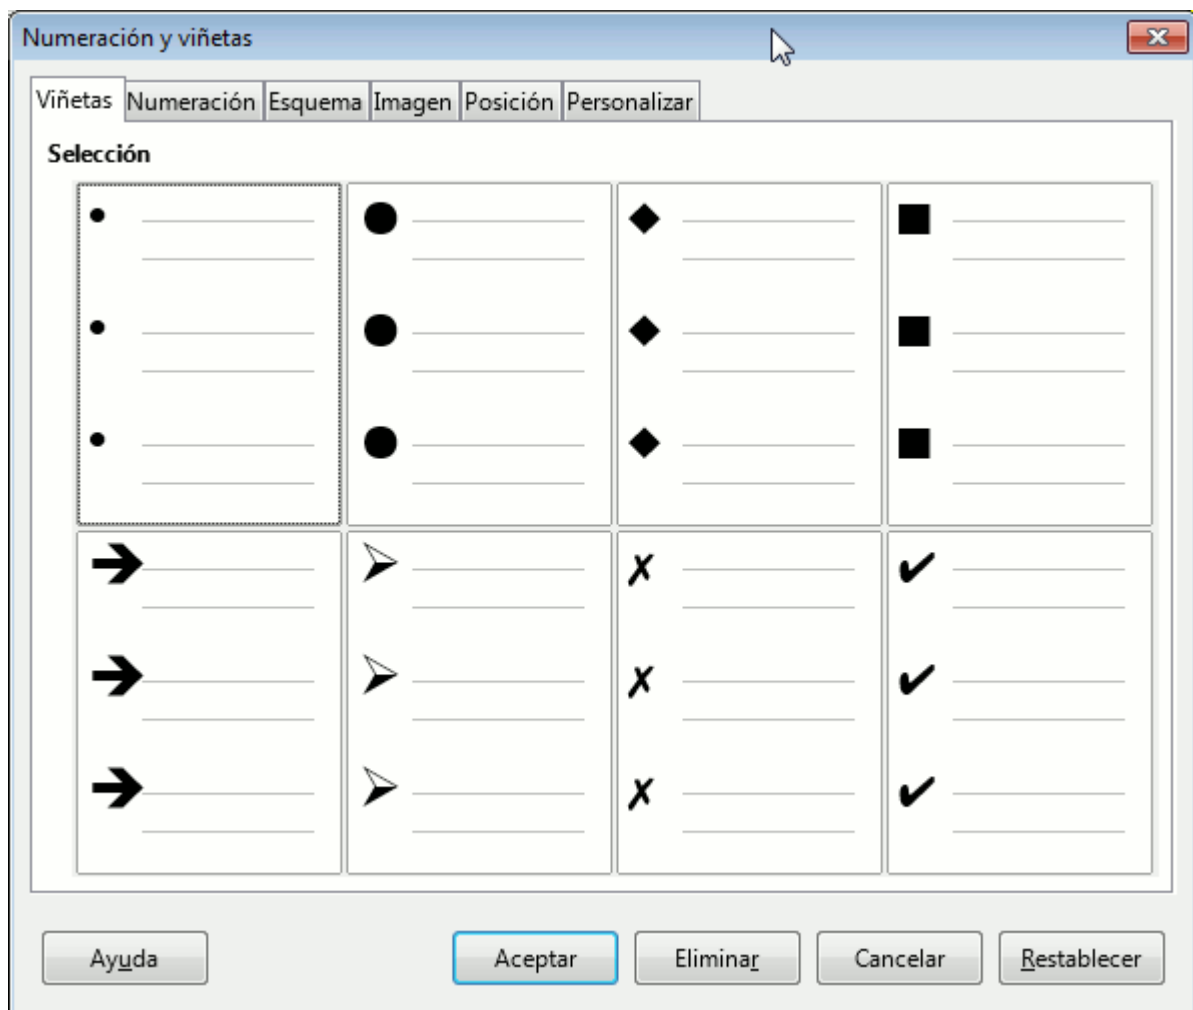 Numeración y viñetas
Viñetas Numeración Esquema Imagen Posición Personalizar
Selección
Ayuda Aceptar Eliminar Cancelar Restablecer